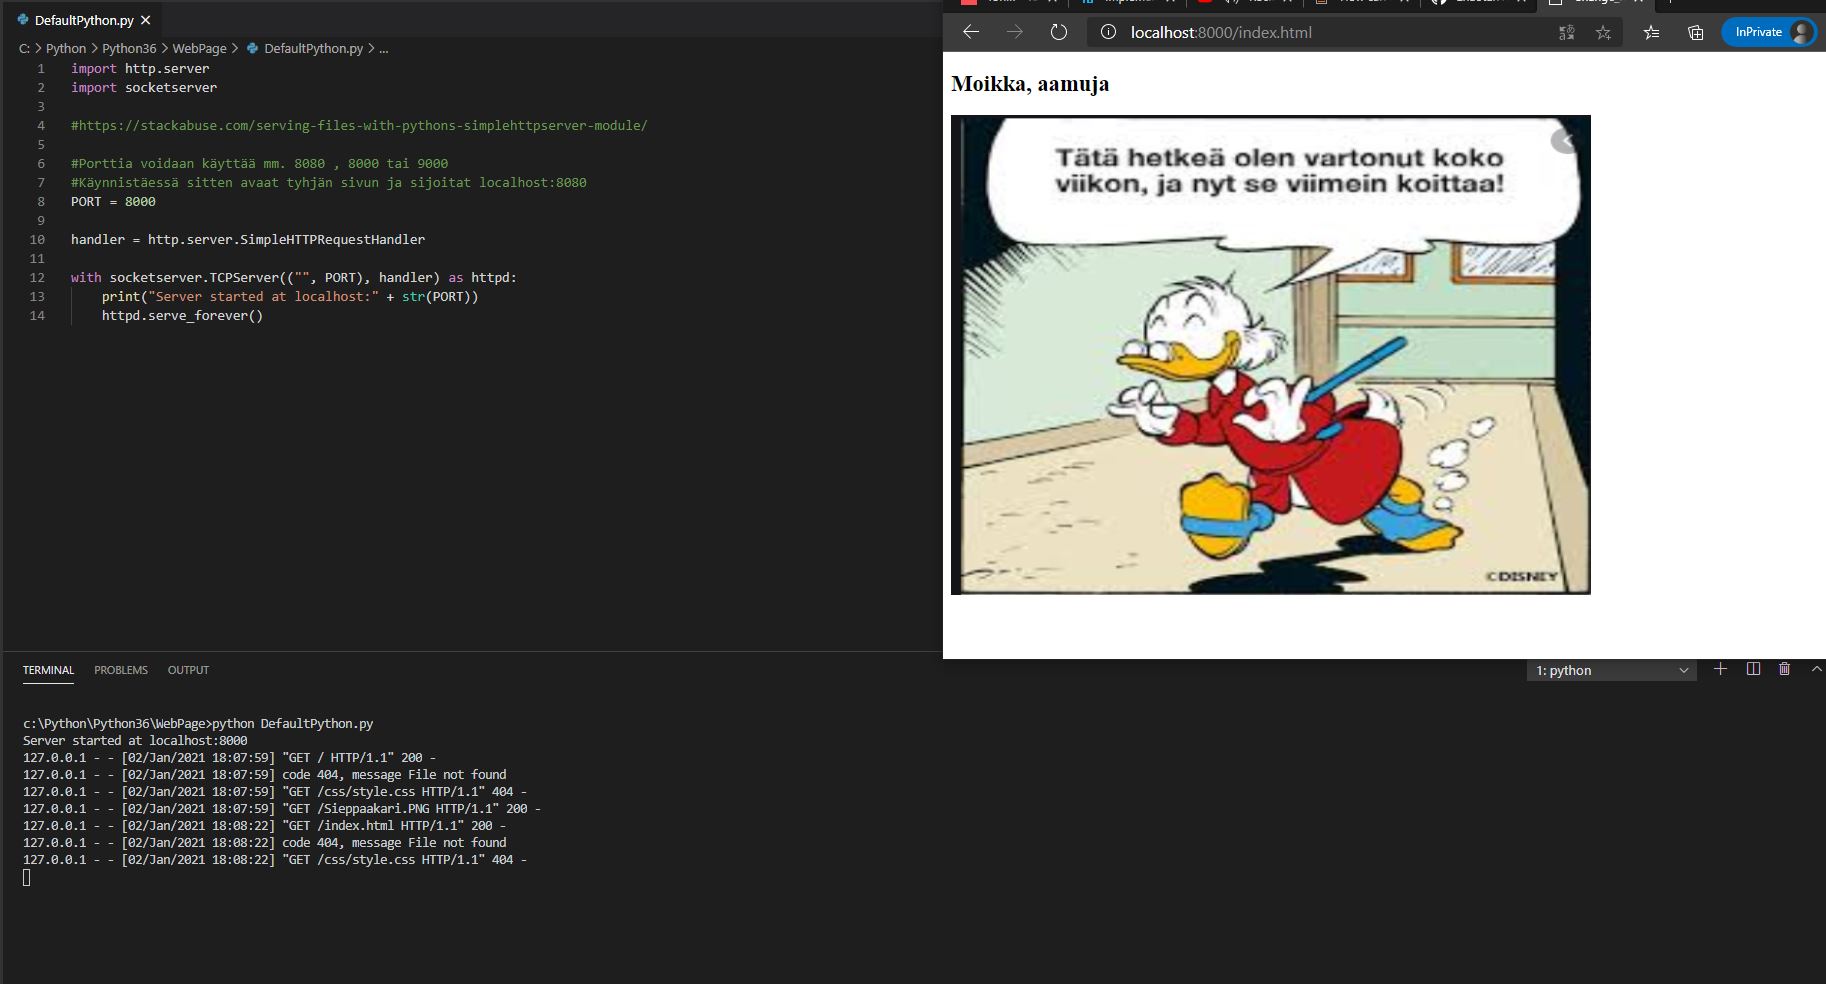 DefaultPython.py
C: > Python > Python36 > WebPage > DefaultPython.py > ...
1 import http.server
2 import socketserver
3
4 #https://stackabuse.com/serving-files-with-pythons-simplehttpserver-module/
5
6 #Porttia voidaan käyttää mm. 8080 , 8000 tai 9000
7 #Käynnistäessä sitten avaat tyhjän sivun ja sijoitat localhost:8080
8 PORT = 8000
9
10 handler = http.server.SimpleHTTPRequestHandler
11
12 with socketserver.TCPServer(("", PORT), handler) as httpd:
13 print("Server started at localhost:" + str(PORT))
14 httpd.serve_forever()
localhost:8000/index.html
InPrivate
Moikka, aamuja
Tätä hetkeä olen vartonut koko
viikon, ja nyt se viimein koittaa!
©DISNEY
TERMINAL PROBLEMS OUTPUT
1: python
c:\Python\Python36\WebPage>python DefaultPython.py
Server started at localhost:8000
127.0.0.1 - - [02/Jan/2021 18:07:59] "GET / HTTP/1.1" 200 -
127.0.0.1 - - [02/Jan/2021 18:07:59] code 404, message File not found
127.0.0.1 - - [02/Jan/2021 18:07:59] "GET /css/style.css HTTP/1.1" 404 -
127.0.0.1 - - [02/Jan/2021 18:07:59] "GET /Sieppaakari.PNG HTTP/1.1" 200 -
127.0.0.1 - - [02/Jan/2021 18:08:22] "GET /index.html HTTP/1.1" 200 -
127.0.0.1 - - [02/Jan/2021 18:08:22] code 404, message File not found
127.0.0.1 - - [02/Jan/2021 18:08:22] "GET /css/style.css HTTP/1.1" 404 -